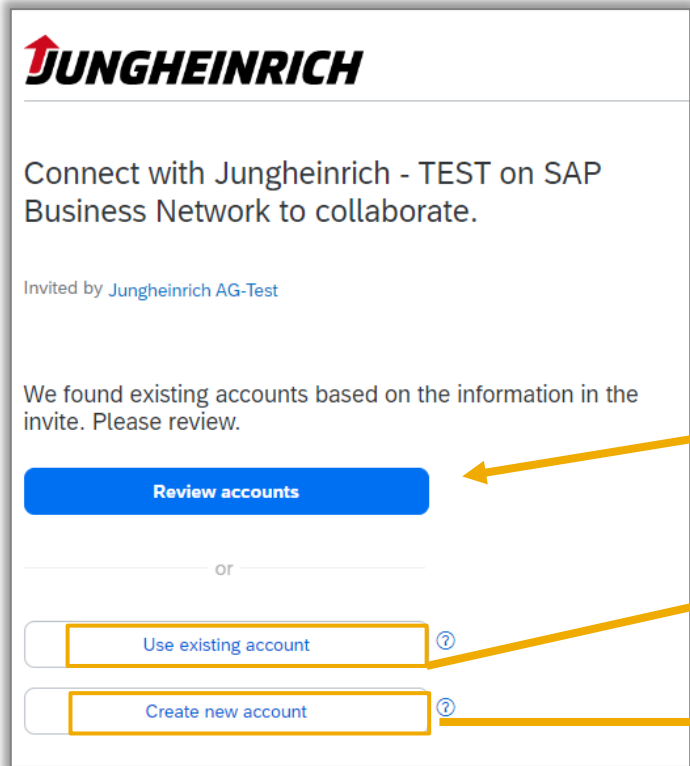 JUNGHEINRICH
Connect with Jungheinrich - TEST on SAP
Business Network to collaborate.
Invited by Jungheinrich AG-Test
We found existing accounts based on the information in the
invite. Please review.
Review accounts
or
Use existing account ?
Create new account ?